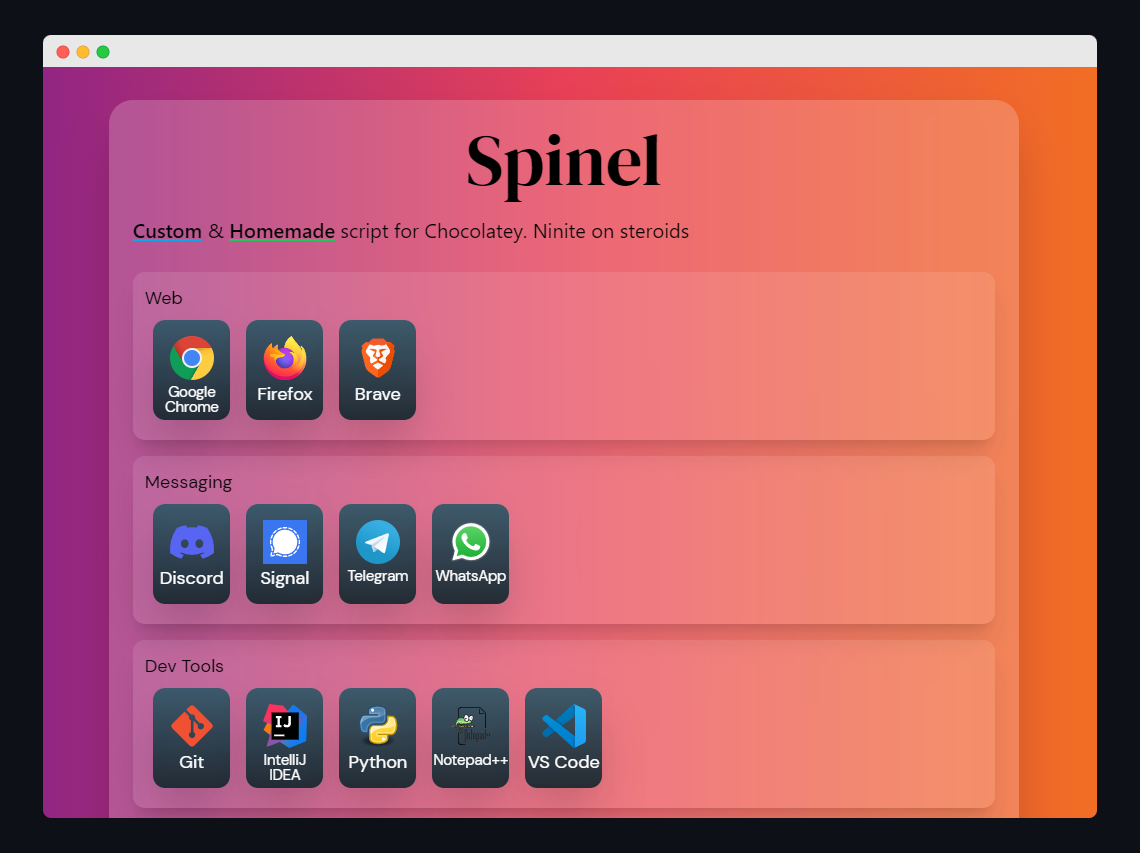 Spinel
Custom & Homemade script for Chocolatey. Ninite on steroids
Web
Google
Chrome
Firefox
Brave
Messaging
Discord
Signal
Telegram
WhatsApp
Dev Tools
Git
IJ
IntelliJ
IDEA
Python
Notepad++
VS Code